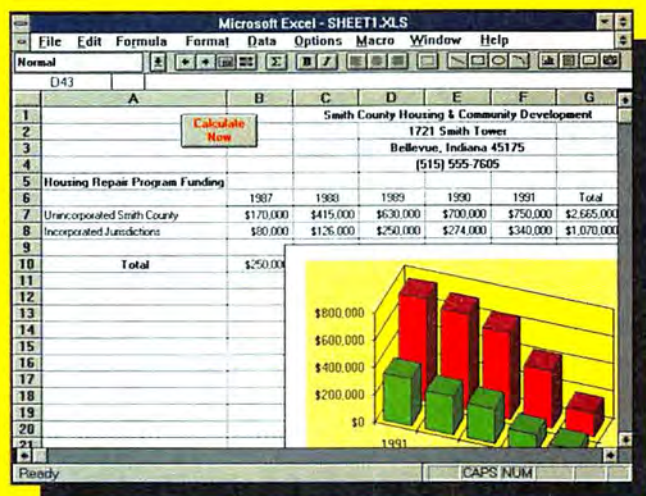 Microsoft Excel - SHEET1.XLS
File Edit Formula Format Data Options Macro Window Help
Normal Σ B I
D43
A B C D E F G
1 Calculate Now Smith County Housing & Community Development
2 1721 Smith Tower
3 Bellevue, Indiana 45175
4 (515) 555-7605
5 Housing Repair Program Funding
6 1987 1988 1989 1990 1991 Total
7 Unincorporated Smith County $170,000 $415,000 $630,000 $700,000 $750,000 $2,665,000
8 Incorporated Jurisdictions $80,000 $126,000 $250,000 $274,000 $340,000 $1,070,000
9
10 Total $250,00
11
12
13 $800,000
14
15 $600,000
16
17 $400,000
18
19 $200,000
20 $0
21 1991
Ready CAPS NUM